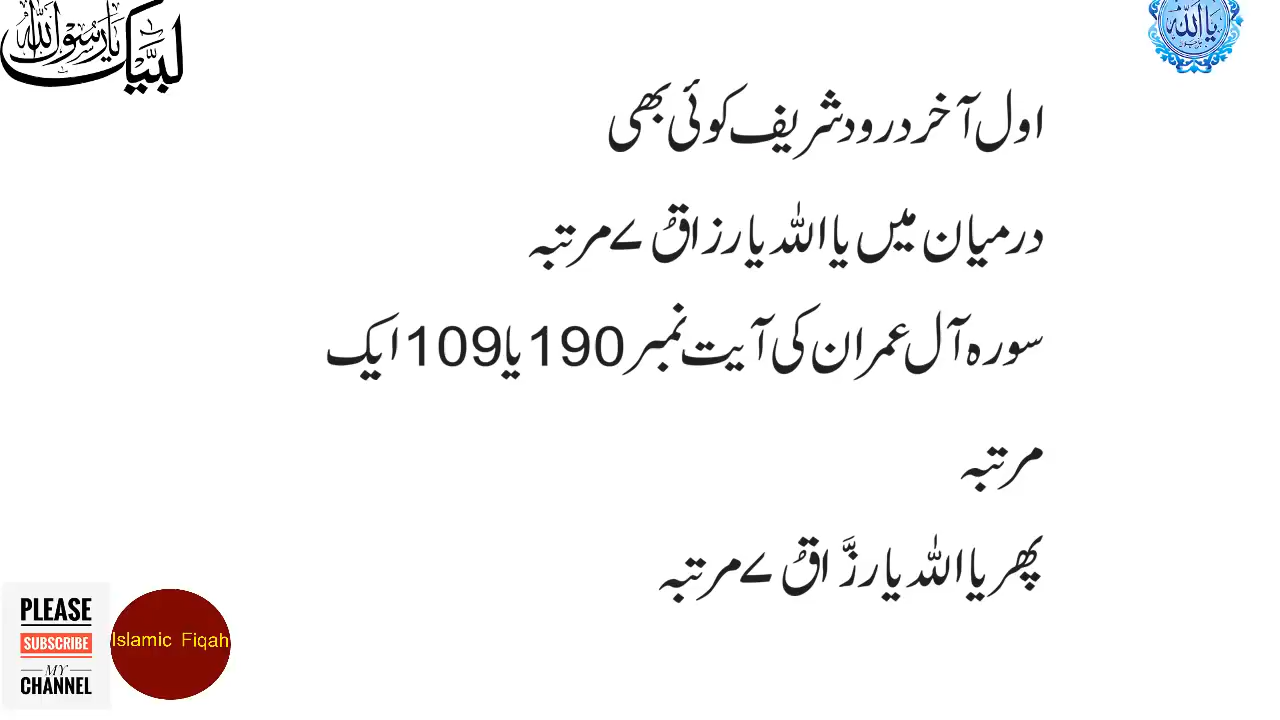 لبیک یا رسول اللہ
یا اللہ
اول آخر درود شریف کوئی بھی
درمیان میں یا اللہ یا رزاقُ ۷ مرتبہ
سورہ آل عمران کی آیت نمبر 190 یا 109 ایک
مرتبہ
پھر یا اللہ یا رزَّاقُ ۷ مرتبہ
PLEASE
SUBSCRIBE
MY
CHANNEL
Islamic Fiqah